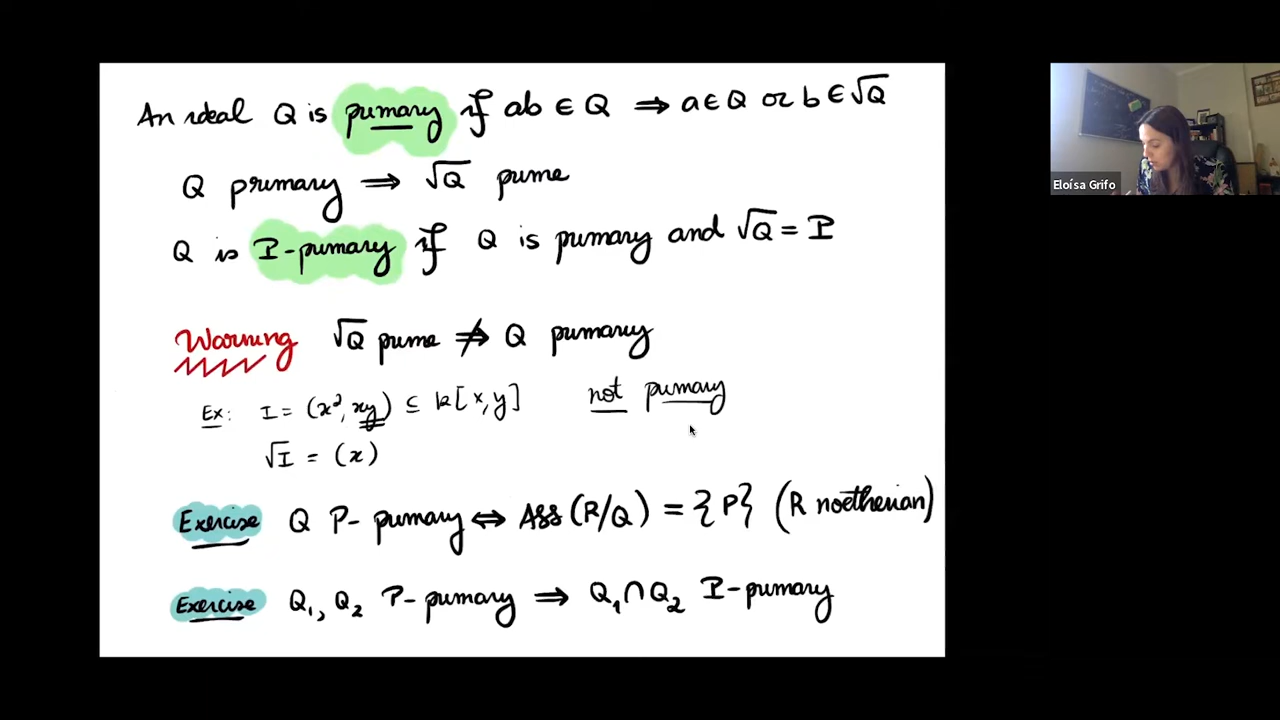 An ideal Q is primary if ab ∈ Q ⇒ a ∈ Q or b ∈ √Q
Q primary ⇒ √Q prime
Q is P-primary if Q is primary and √Q = P
Warning √Q prime ⇏ Q primary
Ex: I = (x², xy) ⊆ k[x,y] not primary
√I = (x)
Exercise Q P-primary ⇔ Ass(R/Q) = {P} (R noetherian)
Exercise Q₁, Q₂ P-primary ⇒ Q₁ ∩ Q₂ P-primary
Eloísa Grifo